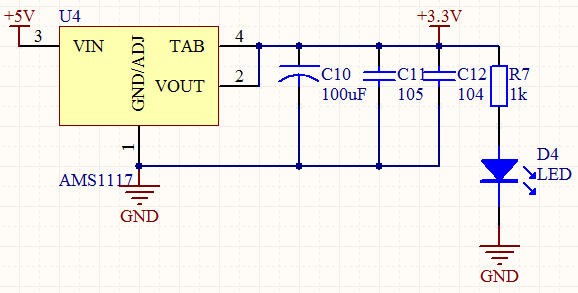 +5V
U4
+3.3V
3
VIN
GND/ADJ
TAB
4
VOUT
2
C10
100uF
C11
105
C12
104
R7
1k
1
AMS1117
GND
D4
LED
GND